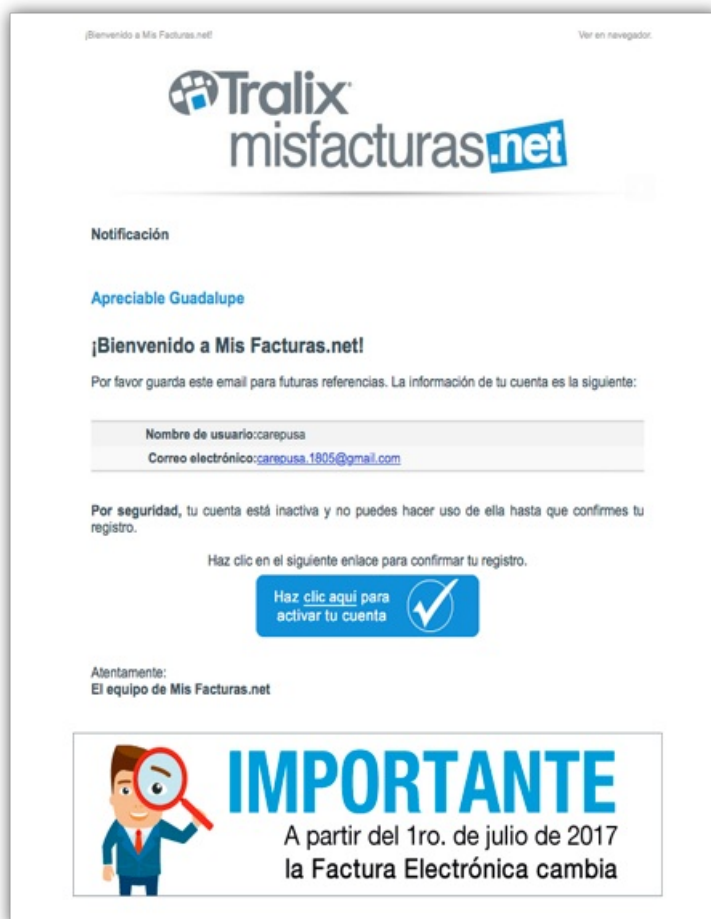 ¡Bienvenido a Mis Facturas.net!
Ver en navegador.
Tralix
misfacturas.net
Notificación
Apreciable Guadalupe
¡Bienvenido a Mis Facturas.net!
Por favor guarda este email para futuras referencias. La información de tu cuenta es la siguiente:
Nombre de usuario:carepusa
Correo electrónico:carepusa.1805@gmail.com
Por seguridad, tu cuenta está inactiva y no puedes hacer uso de ella hasta que confirmes tu
registro.
Haz clic en el siguiente enlace para confirmar tu registro.
Haz clic aquí para
activar tu cuenta
Atentamente:
El equipo de Mis Facturas.net
IMPORTANTE
A partir del 1ro. de julio de 2017
la Factura Electrónica cambia